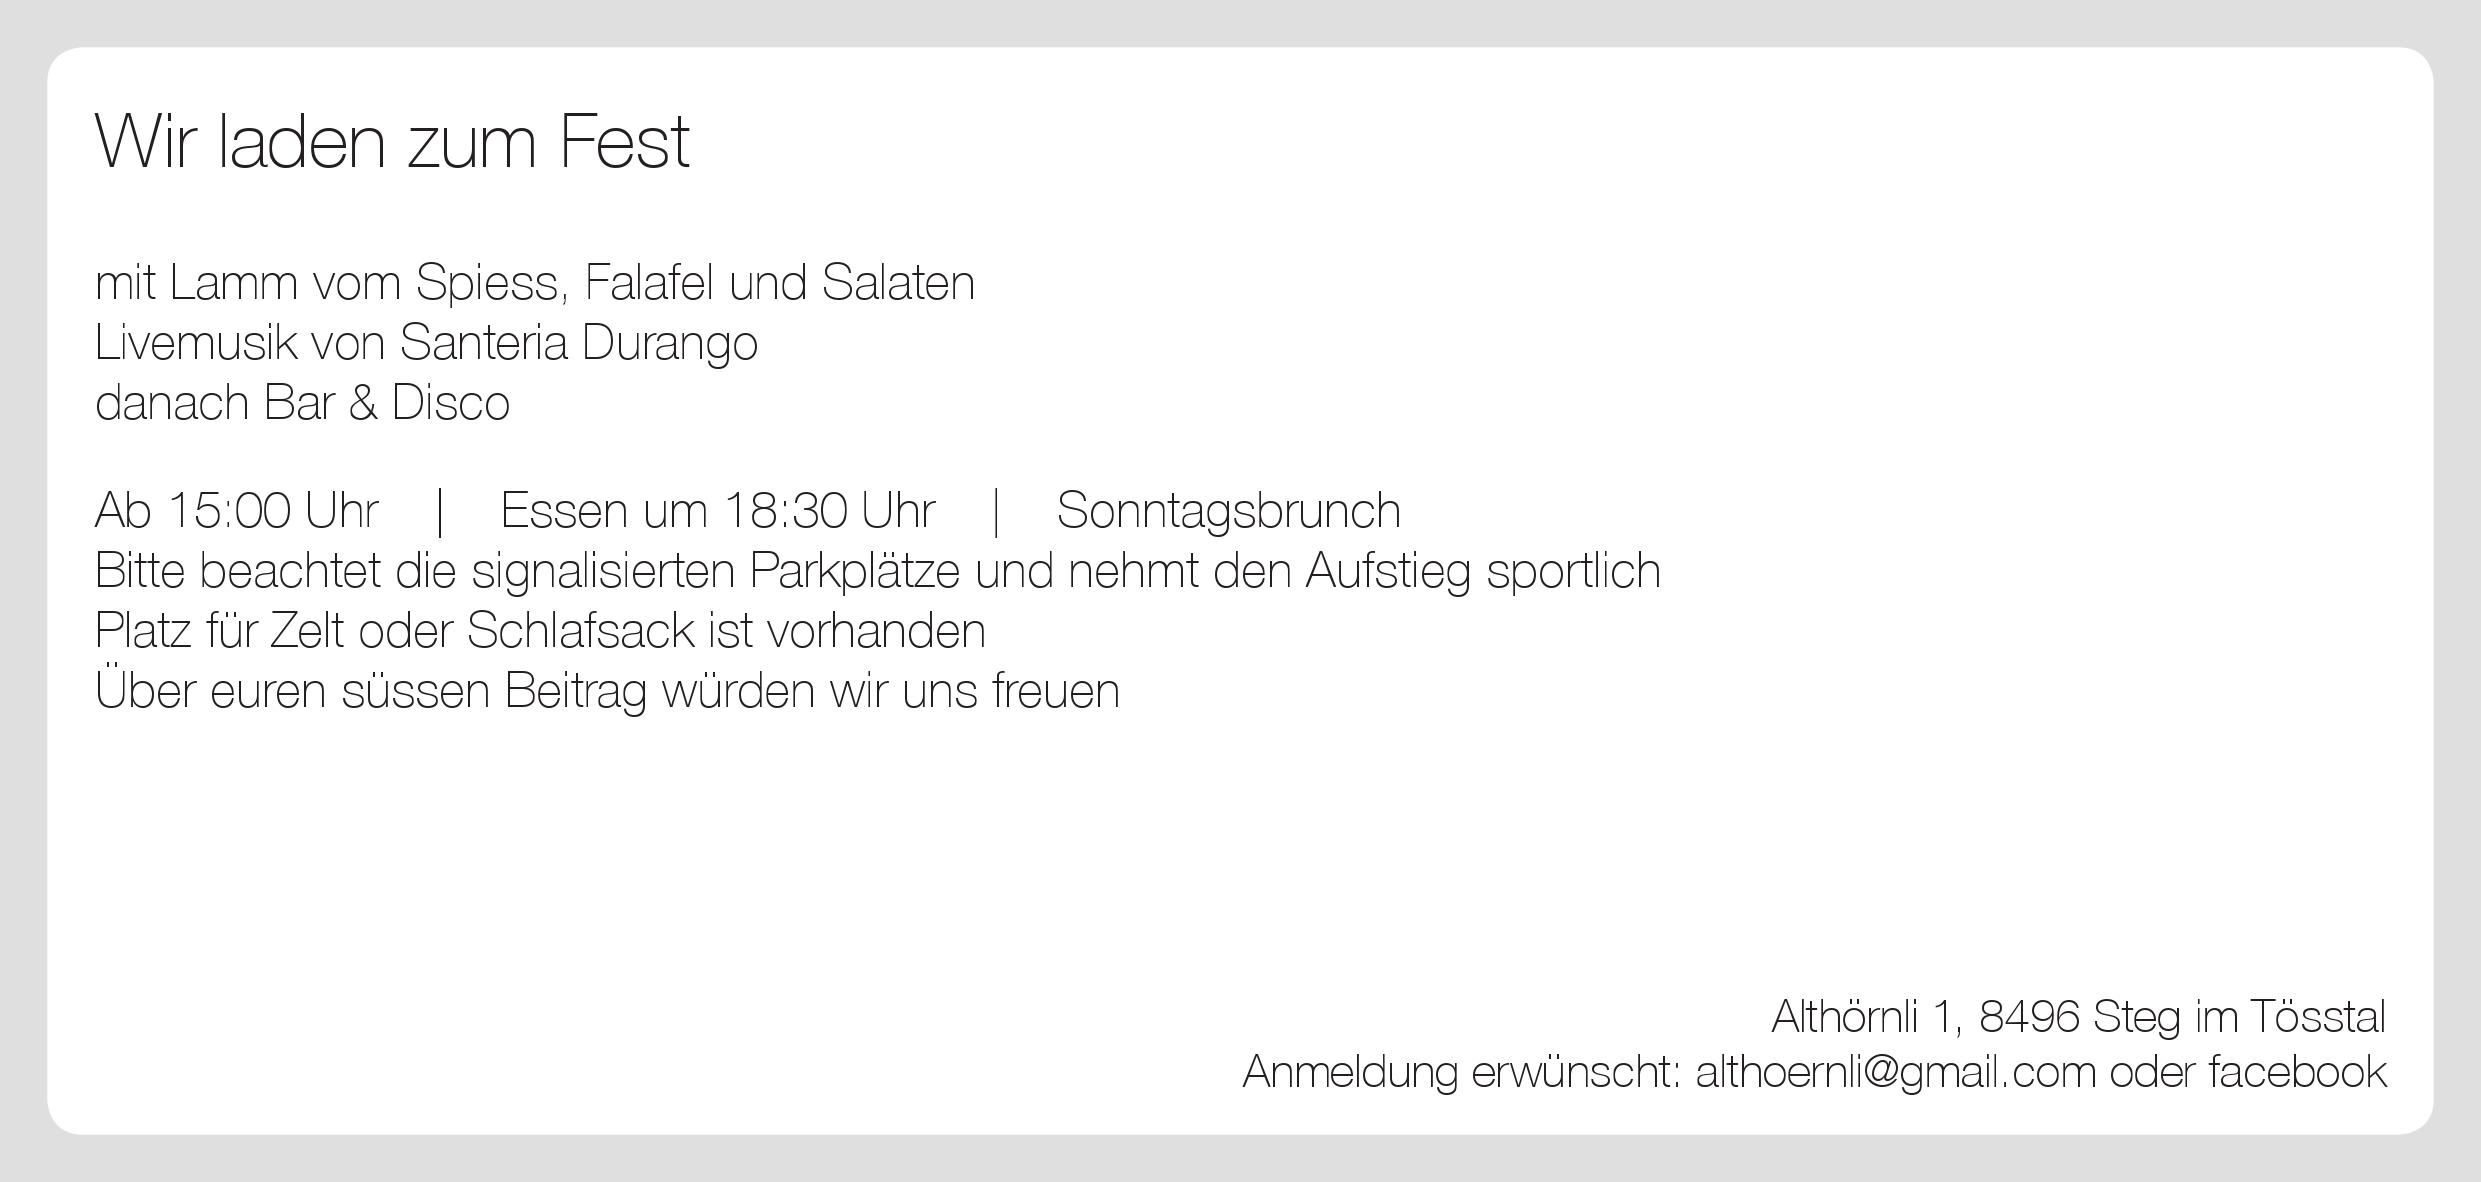 Wir laden zum Fest
mit Lamm vom Spiess, Falafel und Salaten
Livemusik von Santeria Durango
danach Bar & Disco
Ab 15:00 Uhr | Essen um 18:30 Uhr | Sonntagsbrunch
Bitte beachtet die signalisierten Parkplätze und nehmt den Aufstieg sportlich
Platz für Zelt oder Schlafsack ist vorhanden
Über euren süssen Beitrag würden wir uns freuen
Althörnli 1, 8496 Steg im Tösstal
Anmeldung erwünscht: althoernli@gmail.com oder facebook